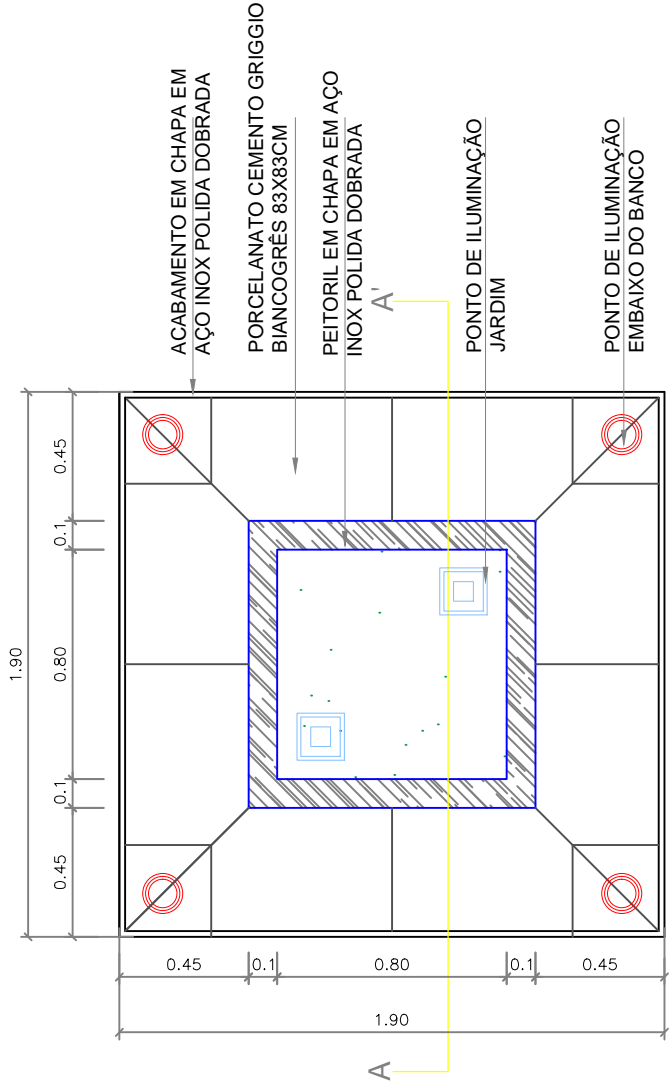 ACABAMENTO EM CHAPA EM
AÇO INOX POLIDA DOBRADA
PORCELANATO CEMENTO GRIGGIO
BIANCOGRÊS 83X83CM
PEITORIL EM CHAPA EM AÇO
INOX POLIDA DOBRADA
PONTO DE ILUMINAÇÃO
JARDIM
PONTO DE ILUMINAÇÃO
EMBAIXO DO BANCO
A'
1.90
0.45
0.1
0.80
0.1
0.45
0.45
0.1
0.80
0.1
0.45
1.90
A